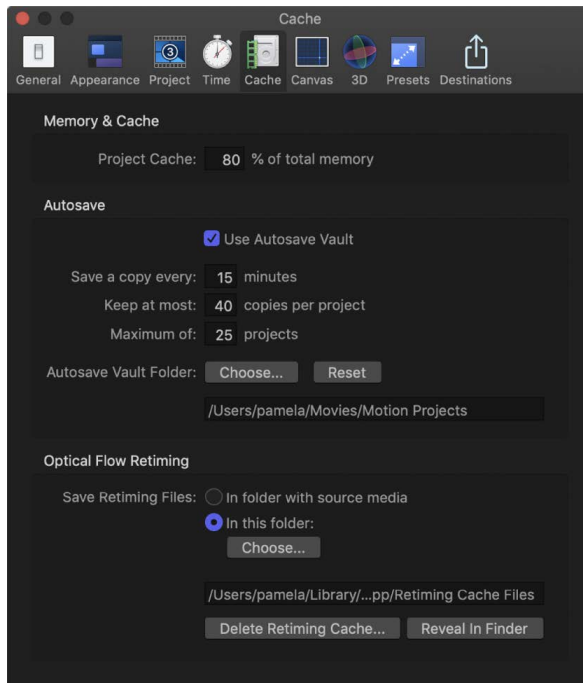 Cache
3
General Appearance Project Time Cache Canvas 3D Presets Destinations
Memory & Cache
Project Cache: 80 % of total memory
Autosave
Use Autosave Vault
Save a copy every: 15 minutes
Keep at most: 40 copies per project
Maximum of: 25 projects
Autosave Vault Folder: Choose... Reset
/Users/pamela/Movies/Motion Projects
Optical Flow Retiming
Save Retiming Files: In folder with source media
In this folder:
Choose...
/Users/pamela/Library/...pp/Retiming Cache Files
Delete Retiming Cache... Reveal In Finder